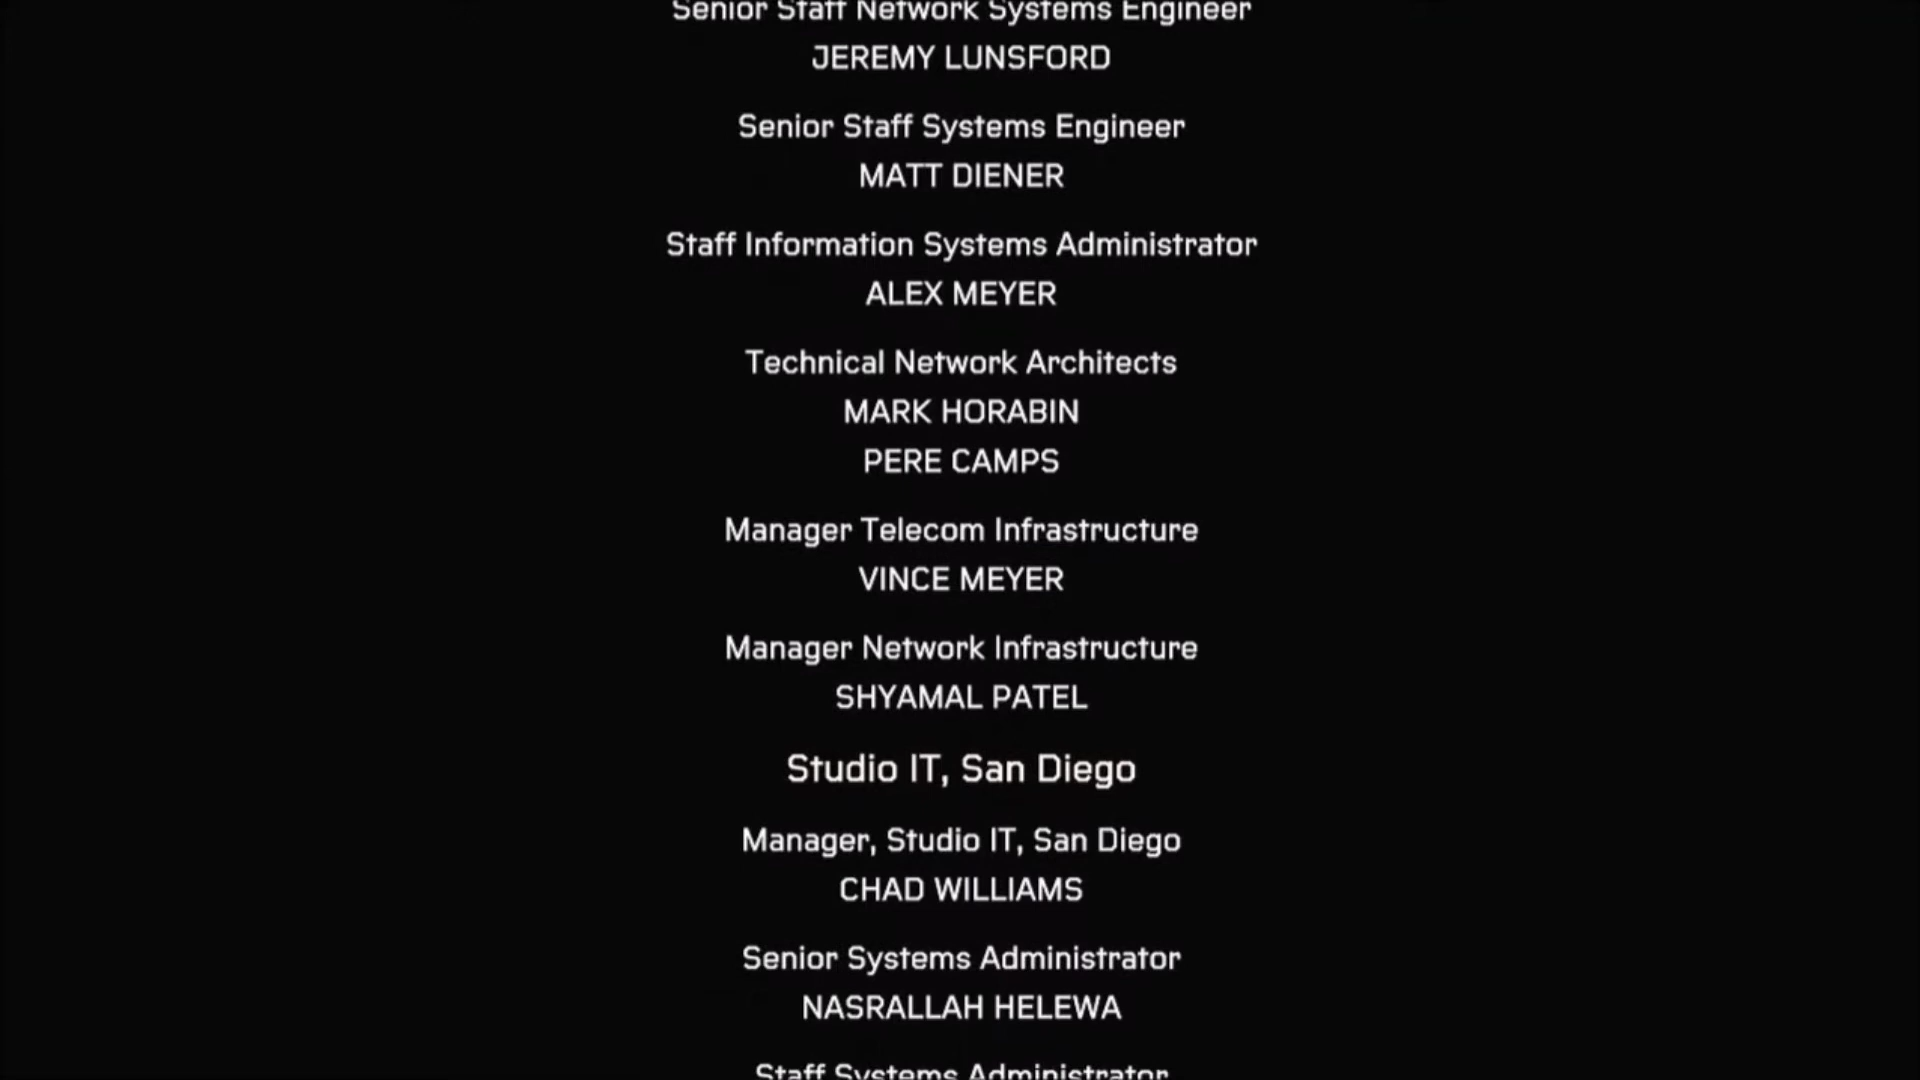 Senior Staff Network Systems Engineer
JEREMY LUNSFORD
Senior Staff Systems Engineer
MATT DIENER
Staff Information Systems Administrator
ALEX MEYER
Technical Network Architects
MARK HORABIN
PERE CAMPS
Manager Telecom Infrastructure
VINCE MEYER
Manager Network Infrastructure
SHYAMAL PATEL
Studio IT, San Diego
Manager, Studio IT, San Diego
CHAD WILLIAMS
Senior Systems Administrator
NASRALLAH HELEWA
Staff Systems Administrator